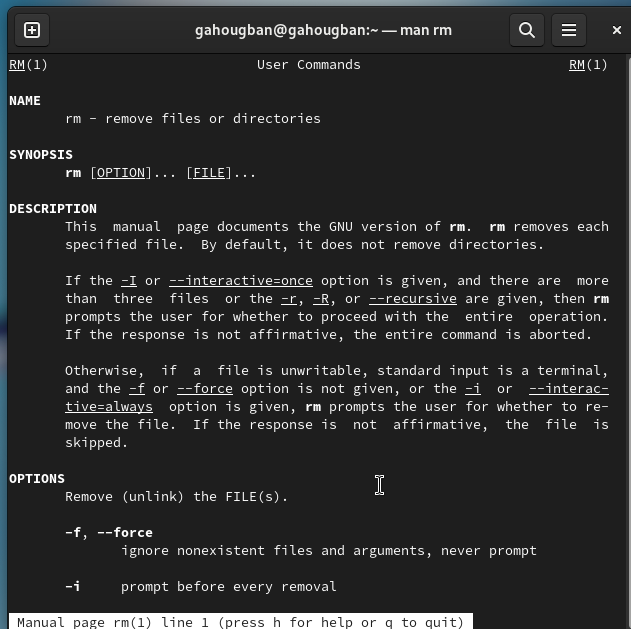 gahougban@gahougban:~ — man rm
RM(1) User Commands RM(1)
NAME
rm - remove files or directories
SYNOPSIS
rm [OPTION]... [FILE]...
DESCRIPTION
This manual page documents the GNU version of rm. rm removes each
specified file. By default, it does not remove directories.
If the -I or --interactive=once option is given, and there are more
than three files or the -r, -R, or --recursive are given, then rm
prompts the user for whether to proceed with the entire operation.
If the response is not affirmative, the entire command is aborted.
Otherwise, if a file is unwritable, standard input is a terminal,
and the -f or --force option is not given, or the -i or --interac-
tive=always option is given, rm prompts the user for whether to re-
move the file. If the response is not affirmative, the file is
skipped.
OPTIONS
Remove (unlink) the FILE(s).
-f, --force
ignore nonexistent files and arguments, never prompt
-i prompt before every removal
Manual page rm(1) line 1 (press h for help or q to quit)